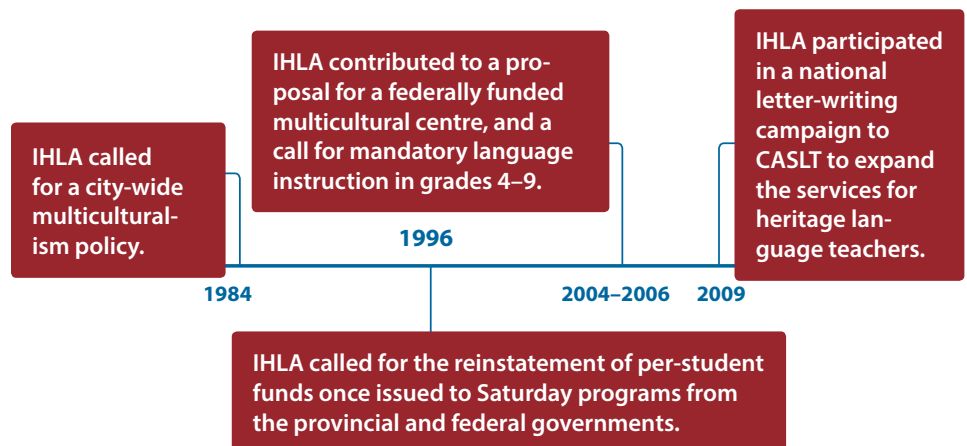 IHLA called
for a city-wide
multicultural-
ism policy.
IHLA contributed to a pro-
posal for a federally funded
multicultural centre, and a
call for mandatory language
instruction in grades 4–9.
IHLA participated
in a national
letter-writing
campaign to
CASLT to expand
the services for
heritage lan-
guage teachers.
1996
1984
2004–2006
2009
IHLA called for the reinstatement of per-student
funds once issued to Saturday programs from
the provincial and federal governments.